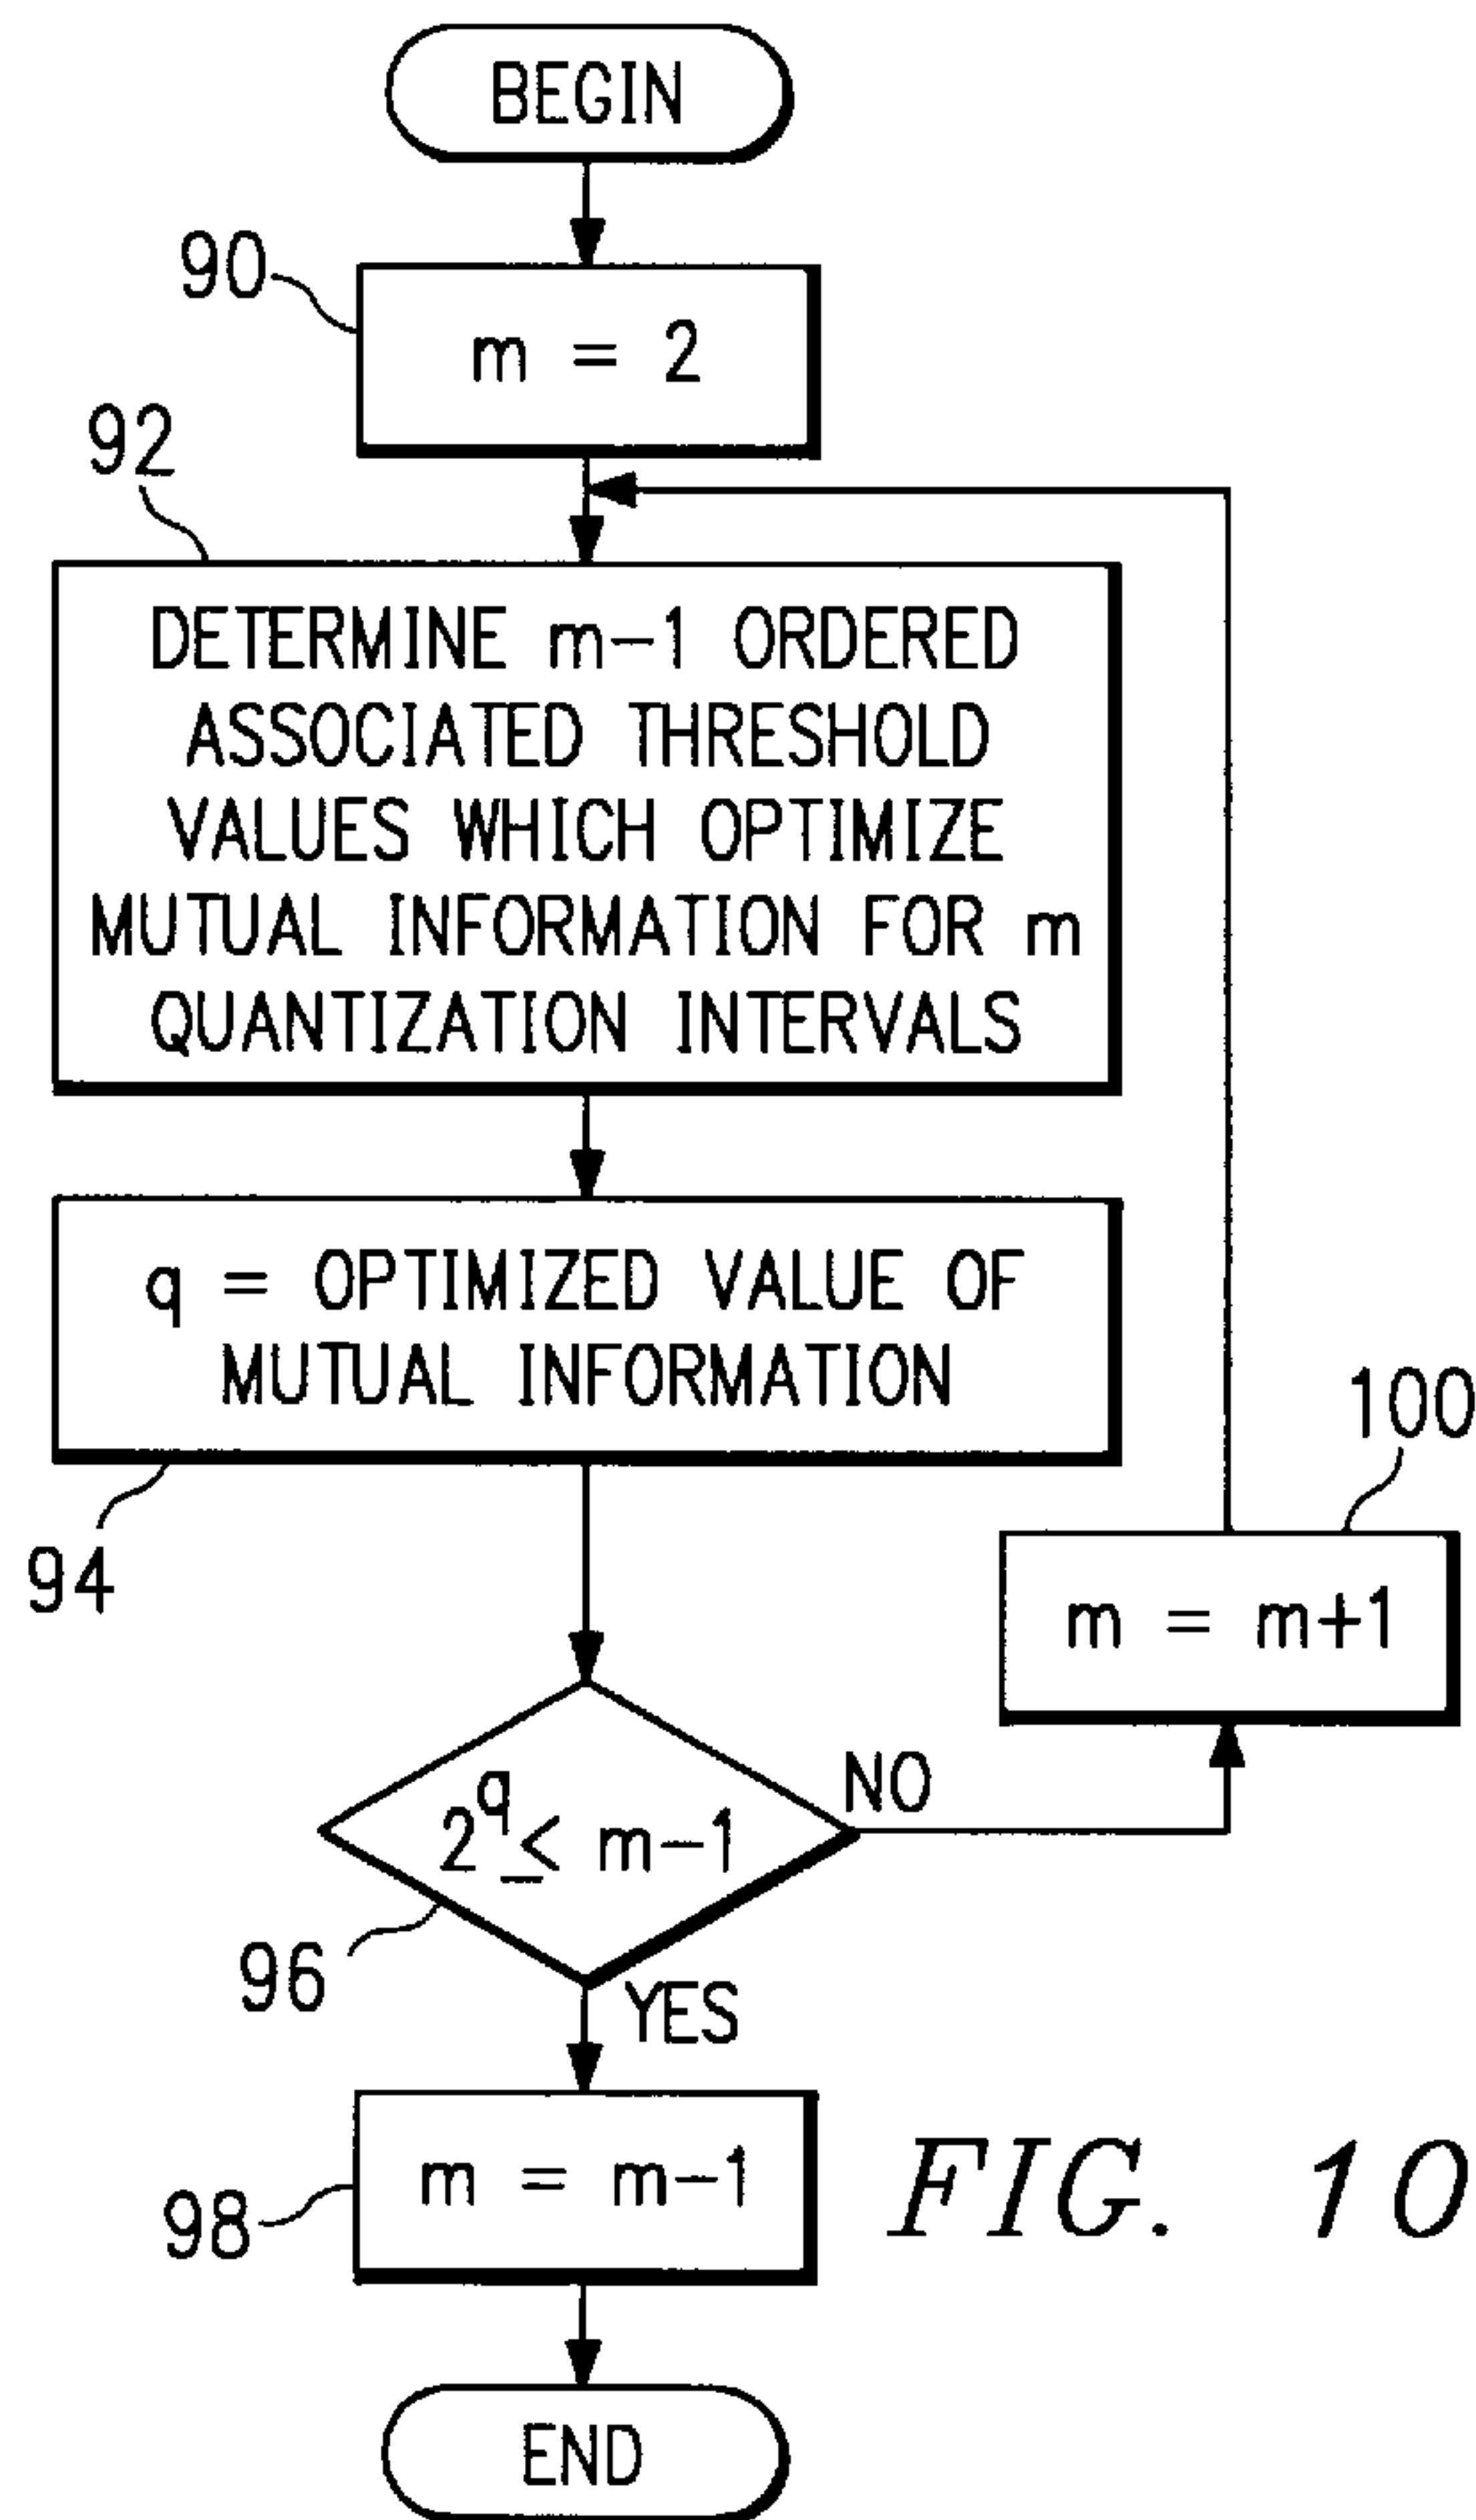 BEGIN
90
m = 2
92
DETERMINE m-1 ORDERED
ASSOCIATED THRESHOLD
VALUES WHICH OPTIMIZE
MUTUAL INFORMATION FOR m
QUANTIZATION INTERVALS
q = OPTIMIZED VALUE OF
MUTUAL INFORMATION
94
100
m = m+1
2^q ≤ m-1
NO
96
YES
m = m-1
98
FIG. 10
END